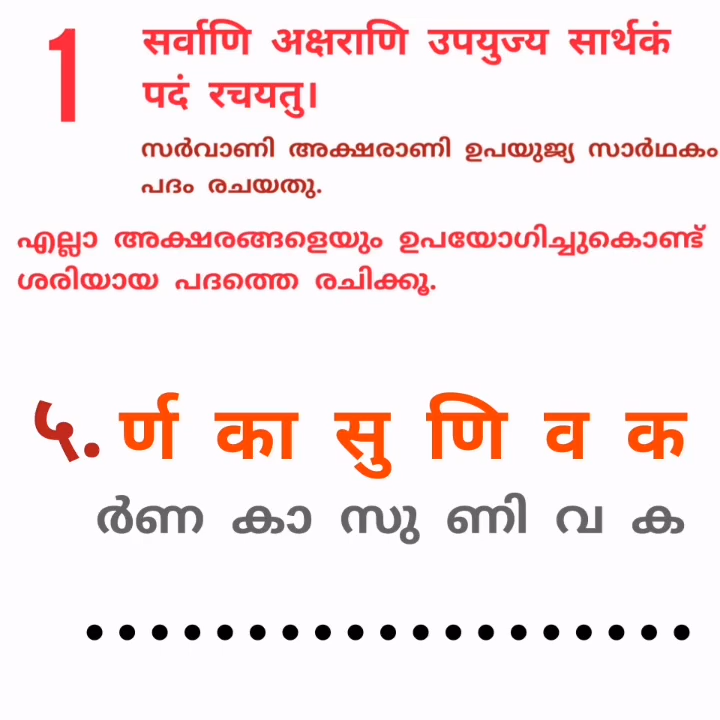 1 सर्वाणि अक्षराणि उपयुज्य सार्थकं
पदं रचयतु।
സർവാണി അക്ഷരാണി ഉപയുജ്യ സാർഥകം
പദം രചയതു.
എല്ലാ അക്ഷരങ്ങളെയും ഉപയോഗിച്ചുകൊണ്ട്
ശരിയായ പദത്തെ രചിക്കൂ.
५. र्ण का सु णि व क
ർണ കാ സു ണി വ ക
...................